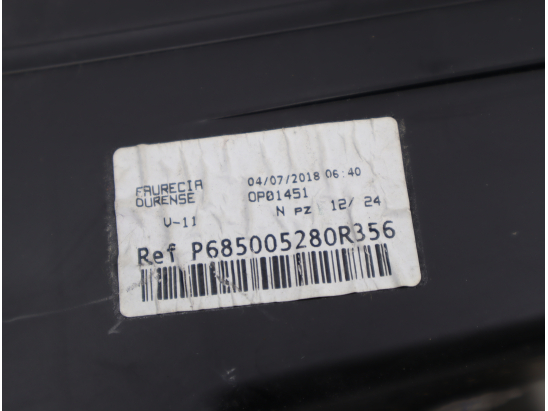 FAURECIA 04/07/2018 06:40
OURENSE OP01451
V-11 N PZ 12/ 24
Ref P685005280R356